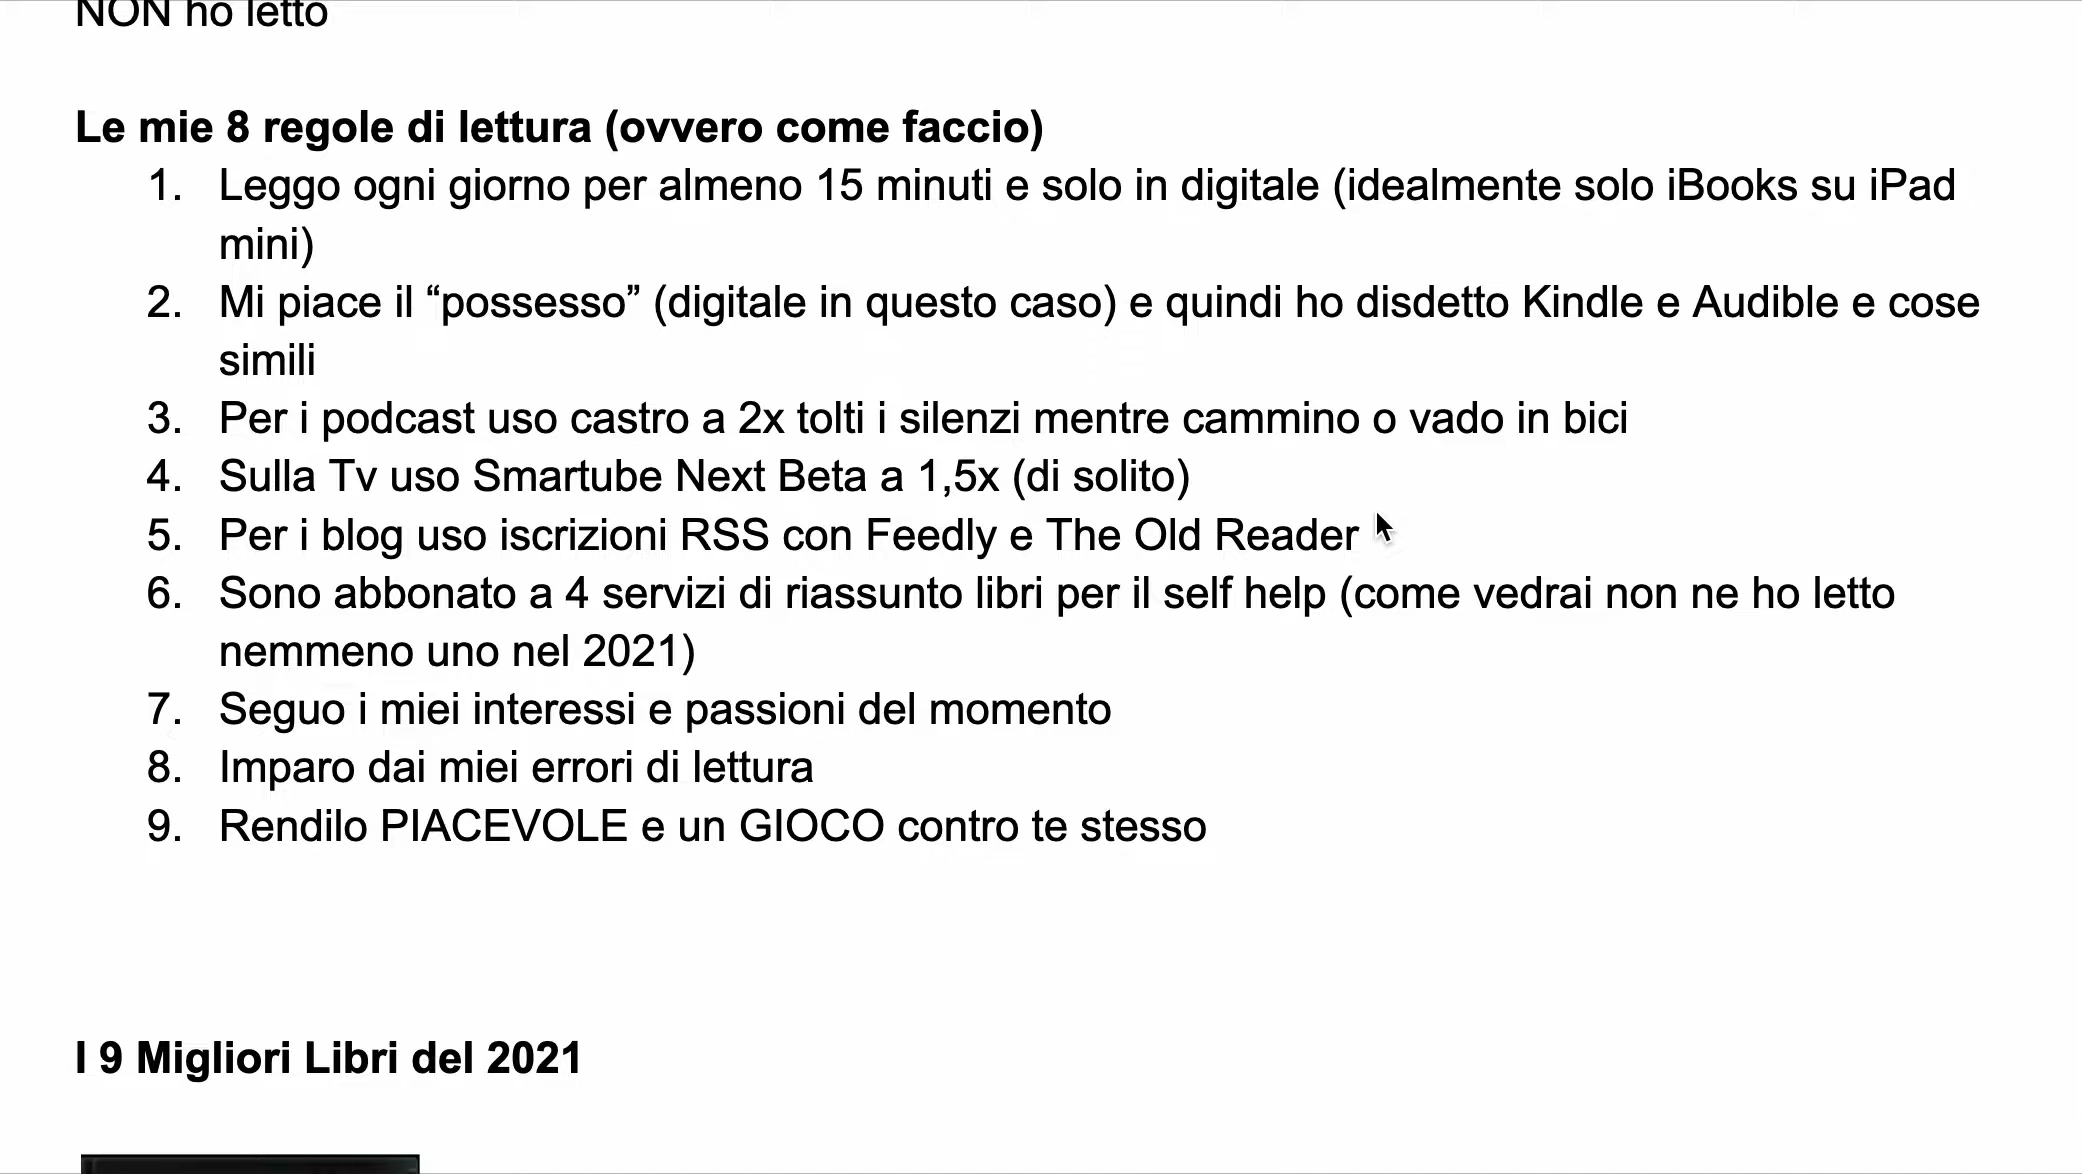 NON ho letto
Le mie 8 regole di lettura (ovvero come faccio)
1. Leggo ogni giorno per almeno 15 minuti e solo in digitale (idealmente solo iBooks su iPad
mini)
2. Mi piace il “possesso” (digitale in questo caso) e quindi ho disdetto Kindle e Audible e cose
simili
3. Per i podcast uso castro a 2x tolti i silenzi mentre cammino o vado in bici
4. Sulla Tv uso Smartube Next Beta a 1,5x (di solito)
5. Per i blog uso iscrizioni RSS con Feedly e The Old Reader
6. Sono abbonato a 4 servizi di riassunto libri per il self help (come vedrai non ne ho letto
nemmeno uno nel 2021)
7. Seguo i miei interessi e passioni del momento
8. Imparo dai miei errori di lettura
9. Rendilo PIACEVOLE e un GIOCO contro te stesso
I 9 Migliori Libri del 2021